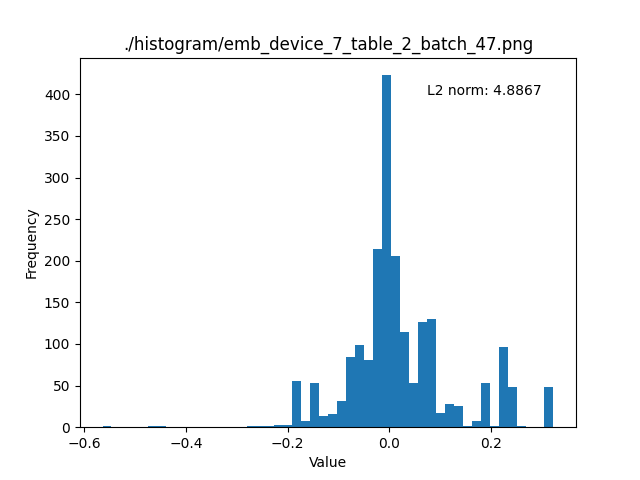 ./histogram/emb_device_7_table_2_batch_47.png
L2 norm: 4.8867
400
350
300
250
200
150
100
50
0
Frequency
−0.6 −0.4 −0.2 0.0 0.2
Value